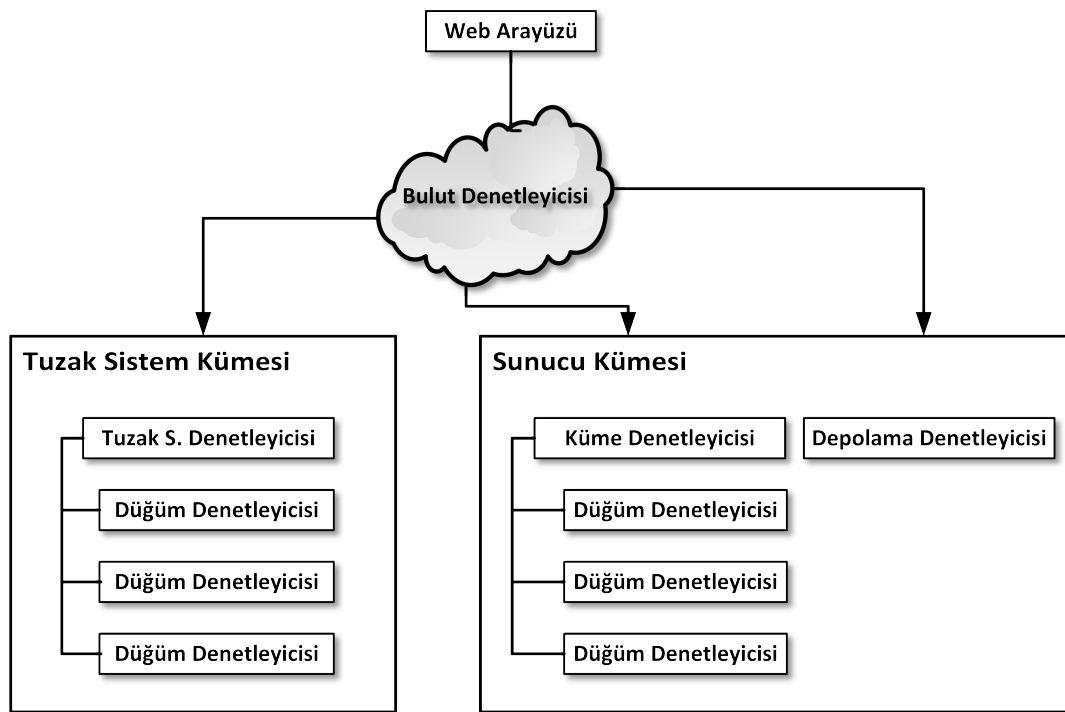 Web Arayüzü
Bulut Denetleyicisi
Tuzak Sistem Kümesi
Tuzak S. Denetleyicisi
Düğüm Denetleyicisi
Düğüm Denetleyicisi
Düğüm Denetleyicisi
Sunucu Kümesi
Küme Denetleyicisi
Depolama Denetleyicisi
Düğüm Denetleyicisi
Düğüm Denetleyicisi
Düğüm Denetleyicisi